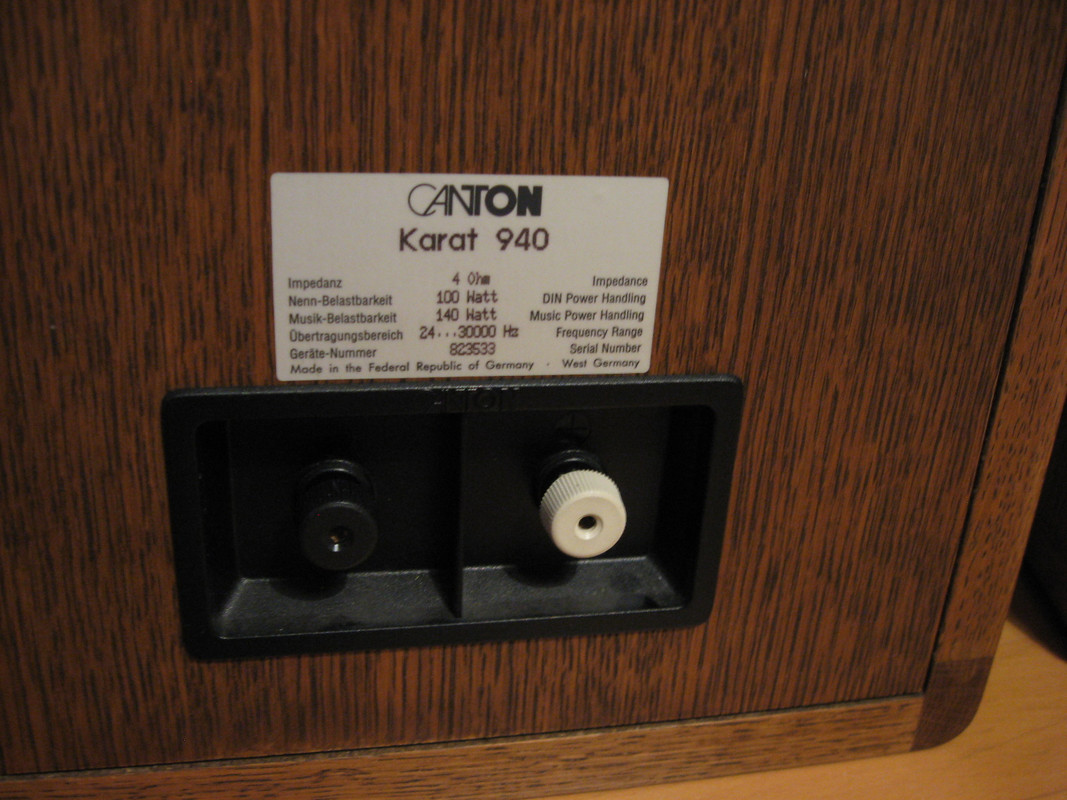 CANTON
Karat 940
Impedanz 4 Ohm Impedance
Nenn-Belastbarkeit 100 Watt DIN Power Handling
Musik-Belastbarkeit 140 Watt Music Power Handling
Übertragungsbereich 24...30000 Hz Frequency Range
Geräte-Nummer 823533 Serial Number
Made in the Federal Republic of Germany · West Germany
CANTON
+